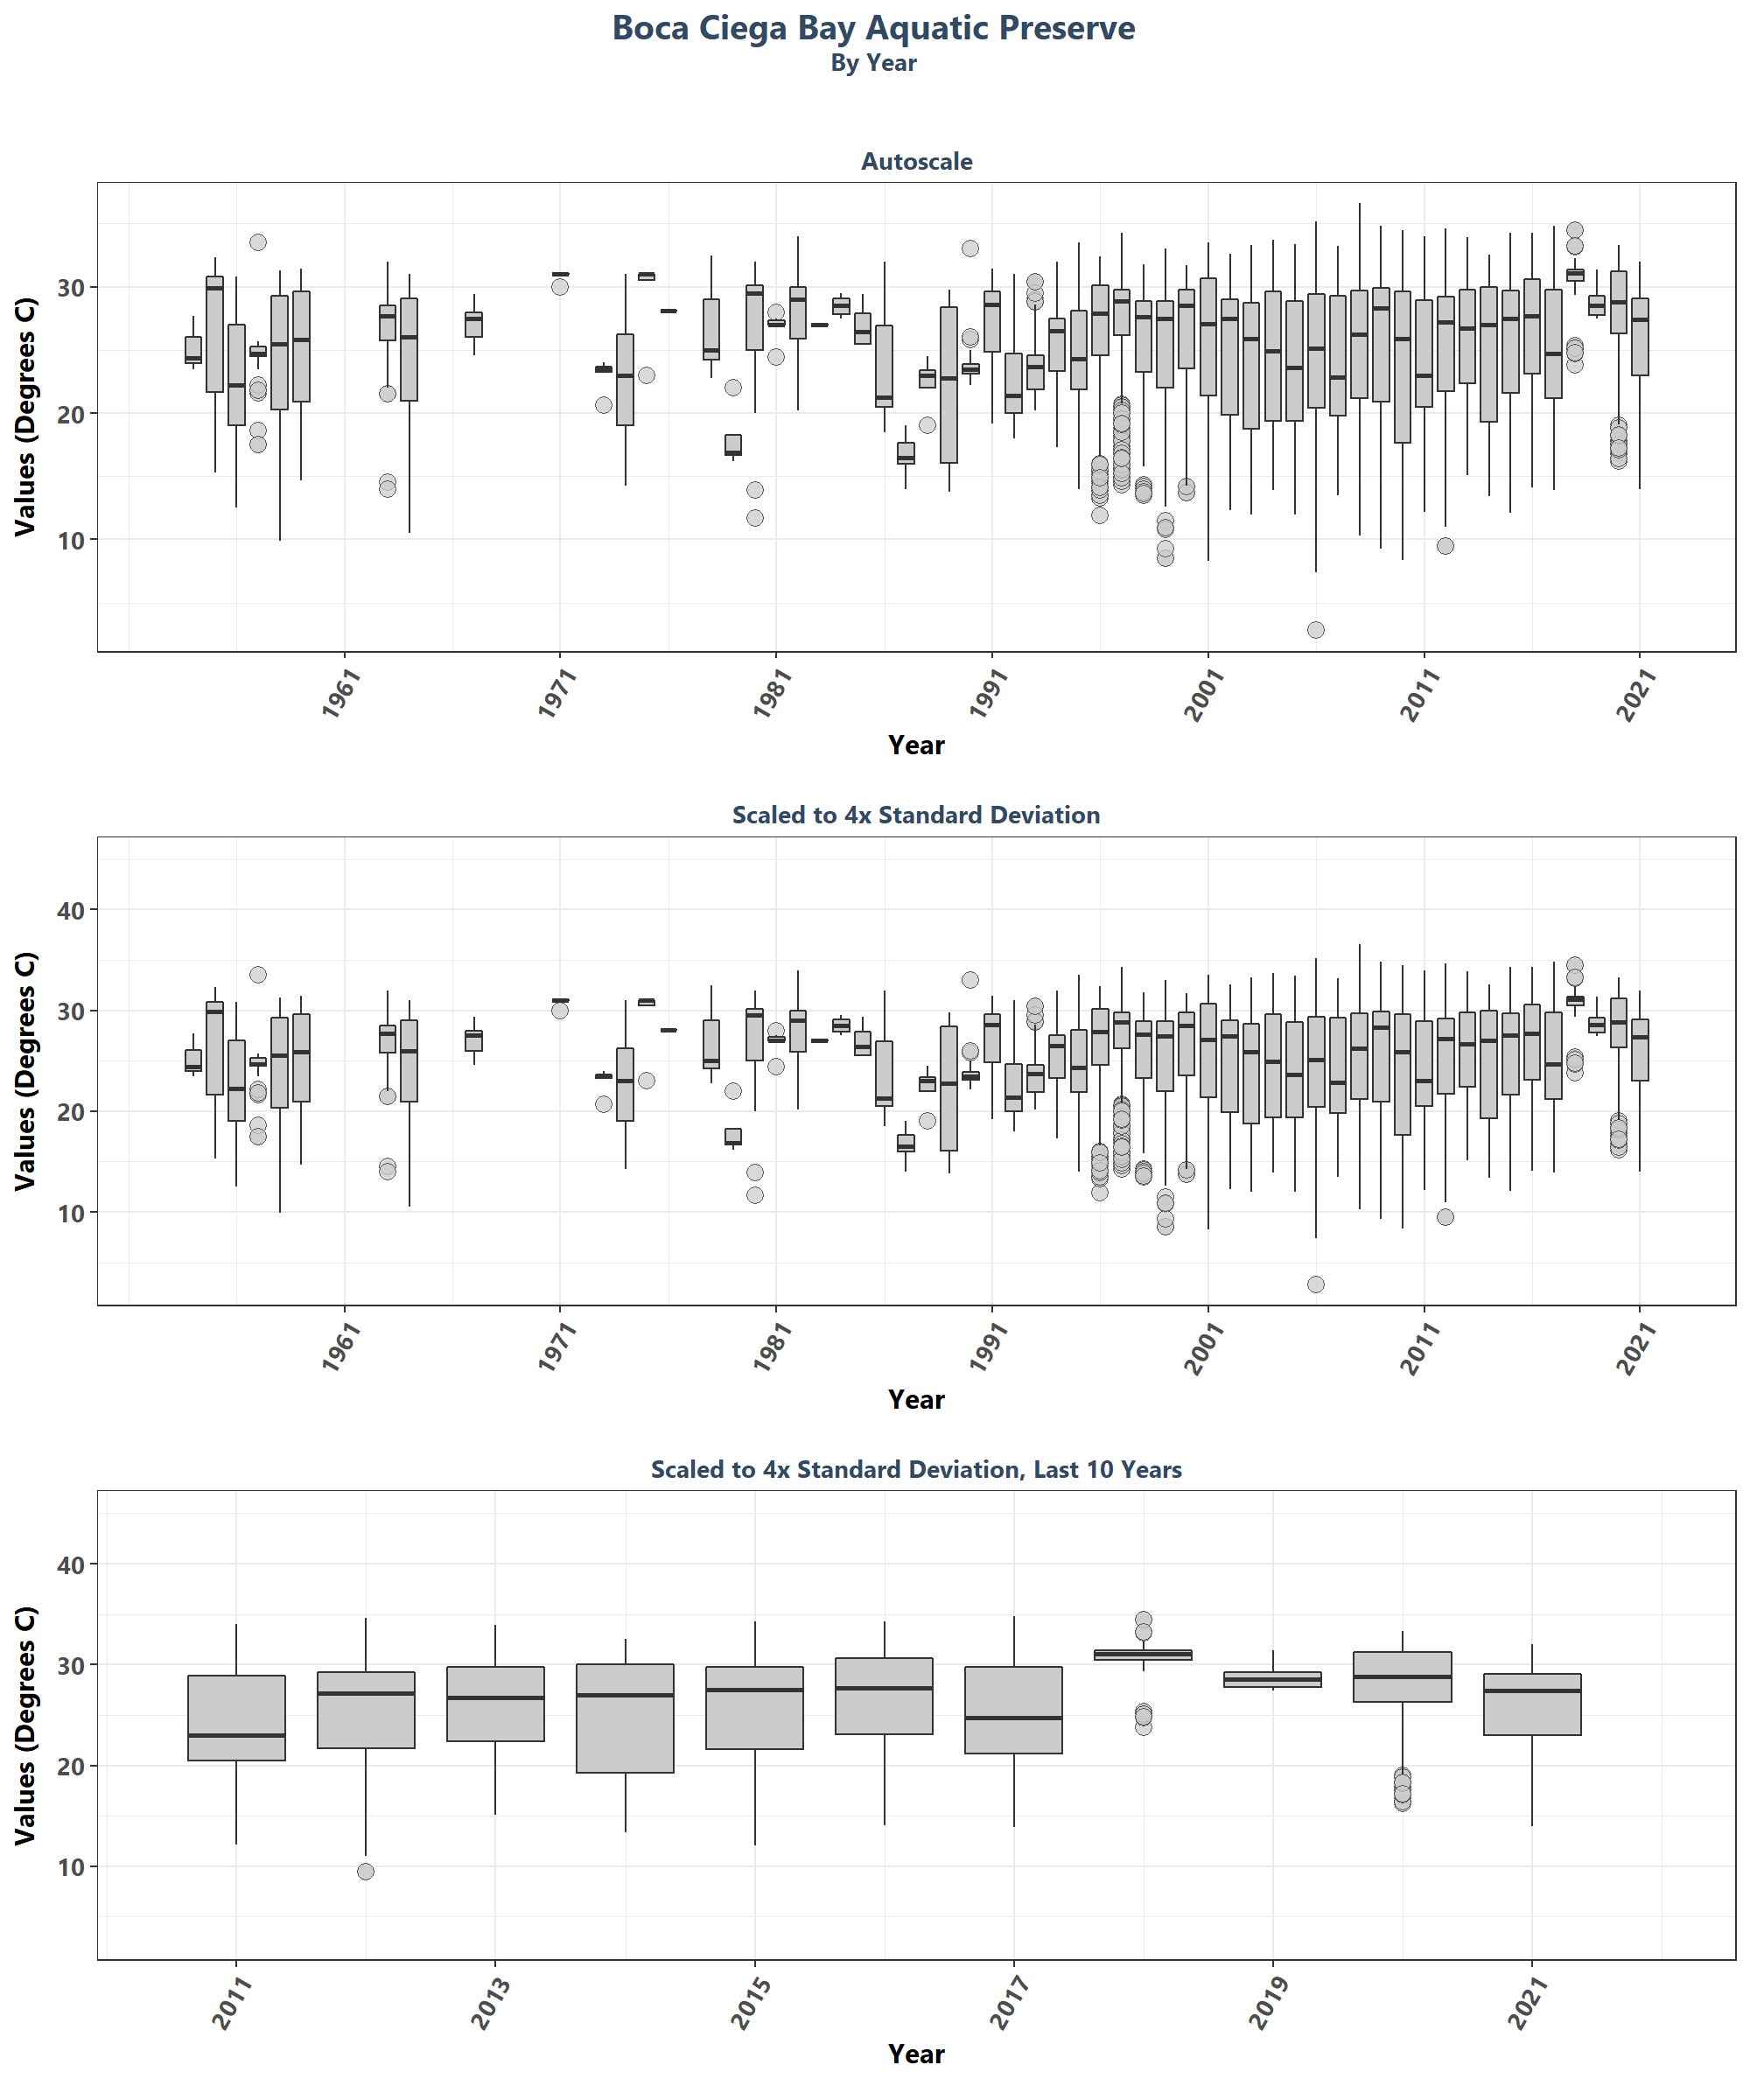 Boca Ciega Bay Aquatic Preserve
By Year
Autoscale
Values (Degrees C)
30
20
10
1961
1971
1981
1991
2001
2011
2021
Year
Scaled to 4x Standard Deviation
Values (Degrees C)
40
30
20
10
1961
1971
1981
1991
2001
2011
2021
Year
Scaled to 4x Standard Deviation, Last 10 Years
Values (Degrees C)
40
30
20
10
2011
2013
2015
2017
2019
2021
Year